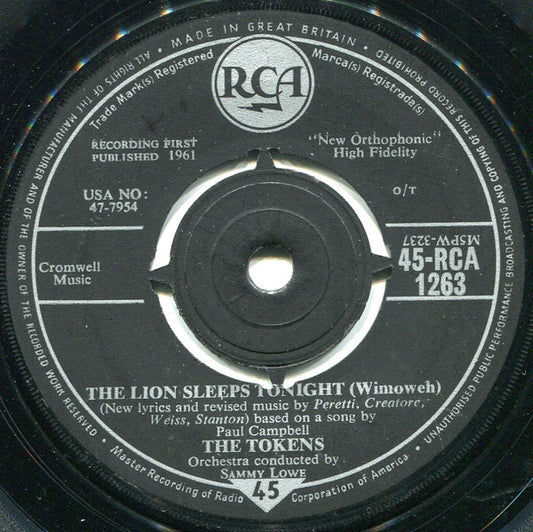 MADE IN GREAT BRITAIN
ALL RIGHTS OF THE MANUFACTURER AND OF THE OWNER OF THE RECORDED WORK RESERVED
UNAUTHORISED PUBLIC PERFORMANCE BROADCASTING AND COPYING OF THIS RECORD PROHIBITED
RCA
Trade Mark(s) Registered
Marca(s) Registrada(s)
RECORDING FIRST
PUBLISHED 1961
"New Orthophonic"
High Fidelity
USA NO:
47-7954
O/T
MSPW-3237
45-RCA
1263
Cromwell
Music
THE LION SLEEPS TONIGHT (Wimoweh)
(New lyrics and revised music by Peretti, Creatore,
Weiss, Stanton) based on a song by
Paul Campbell
THE TOKENS
Orchestra conducted by
SAMMY LOWE
Master Recording of Radio Corporation of America.
45